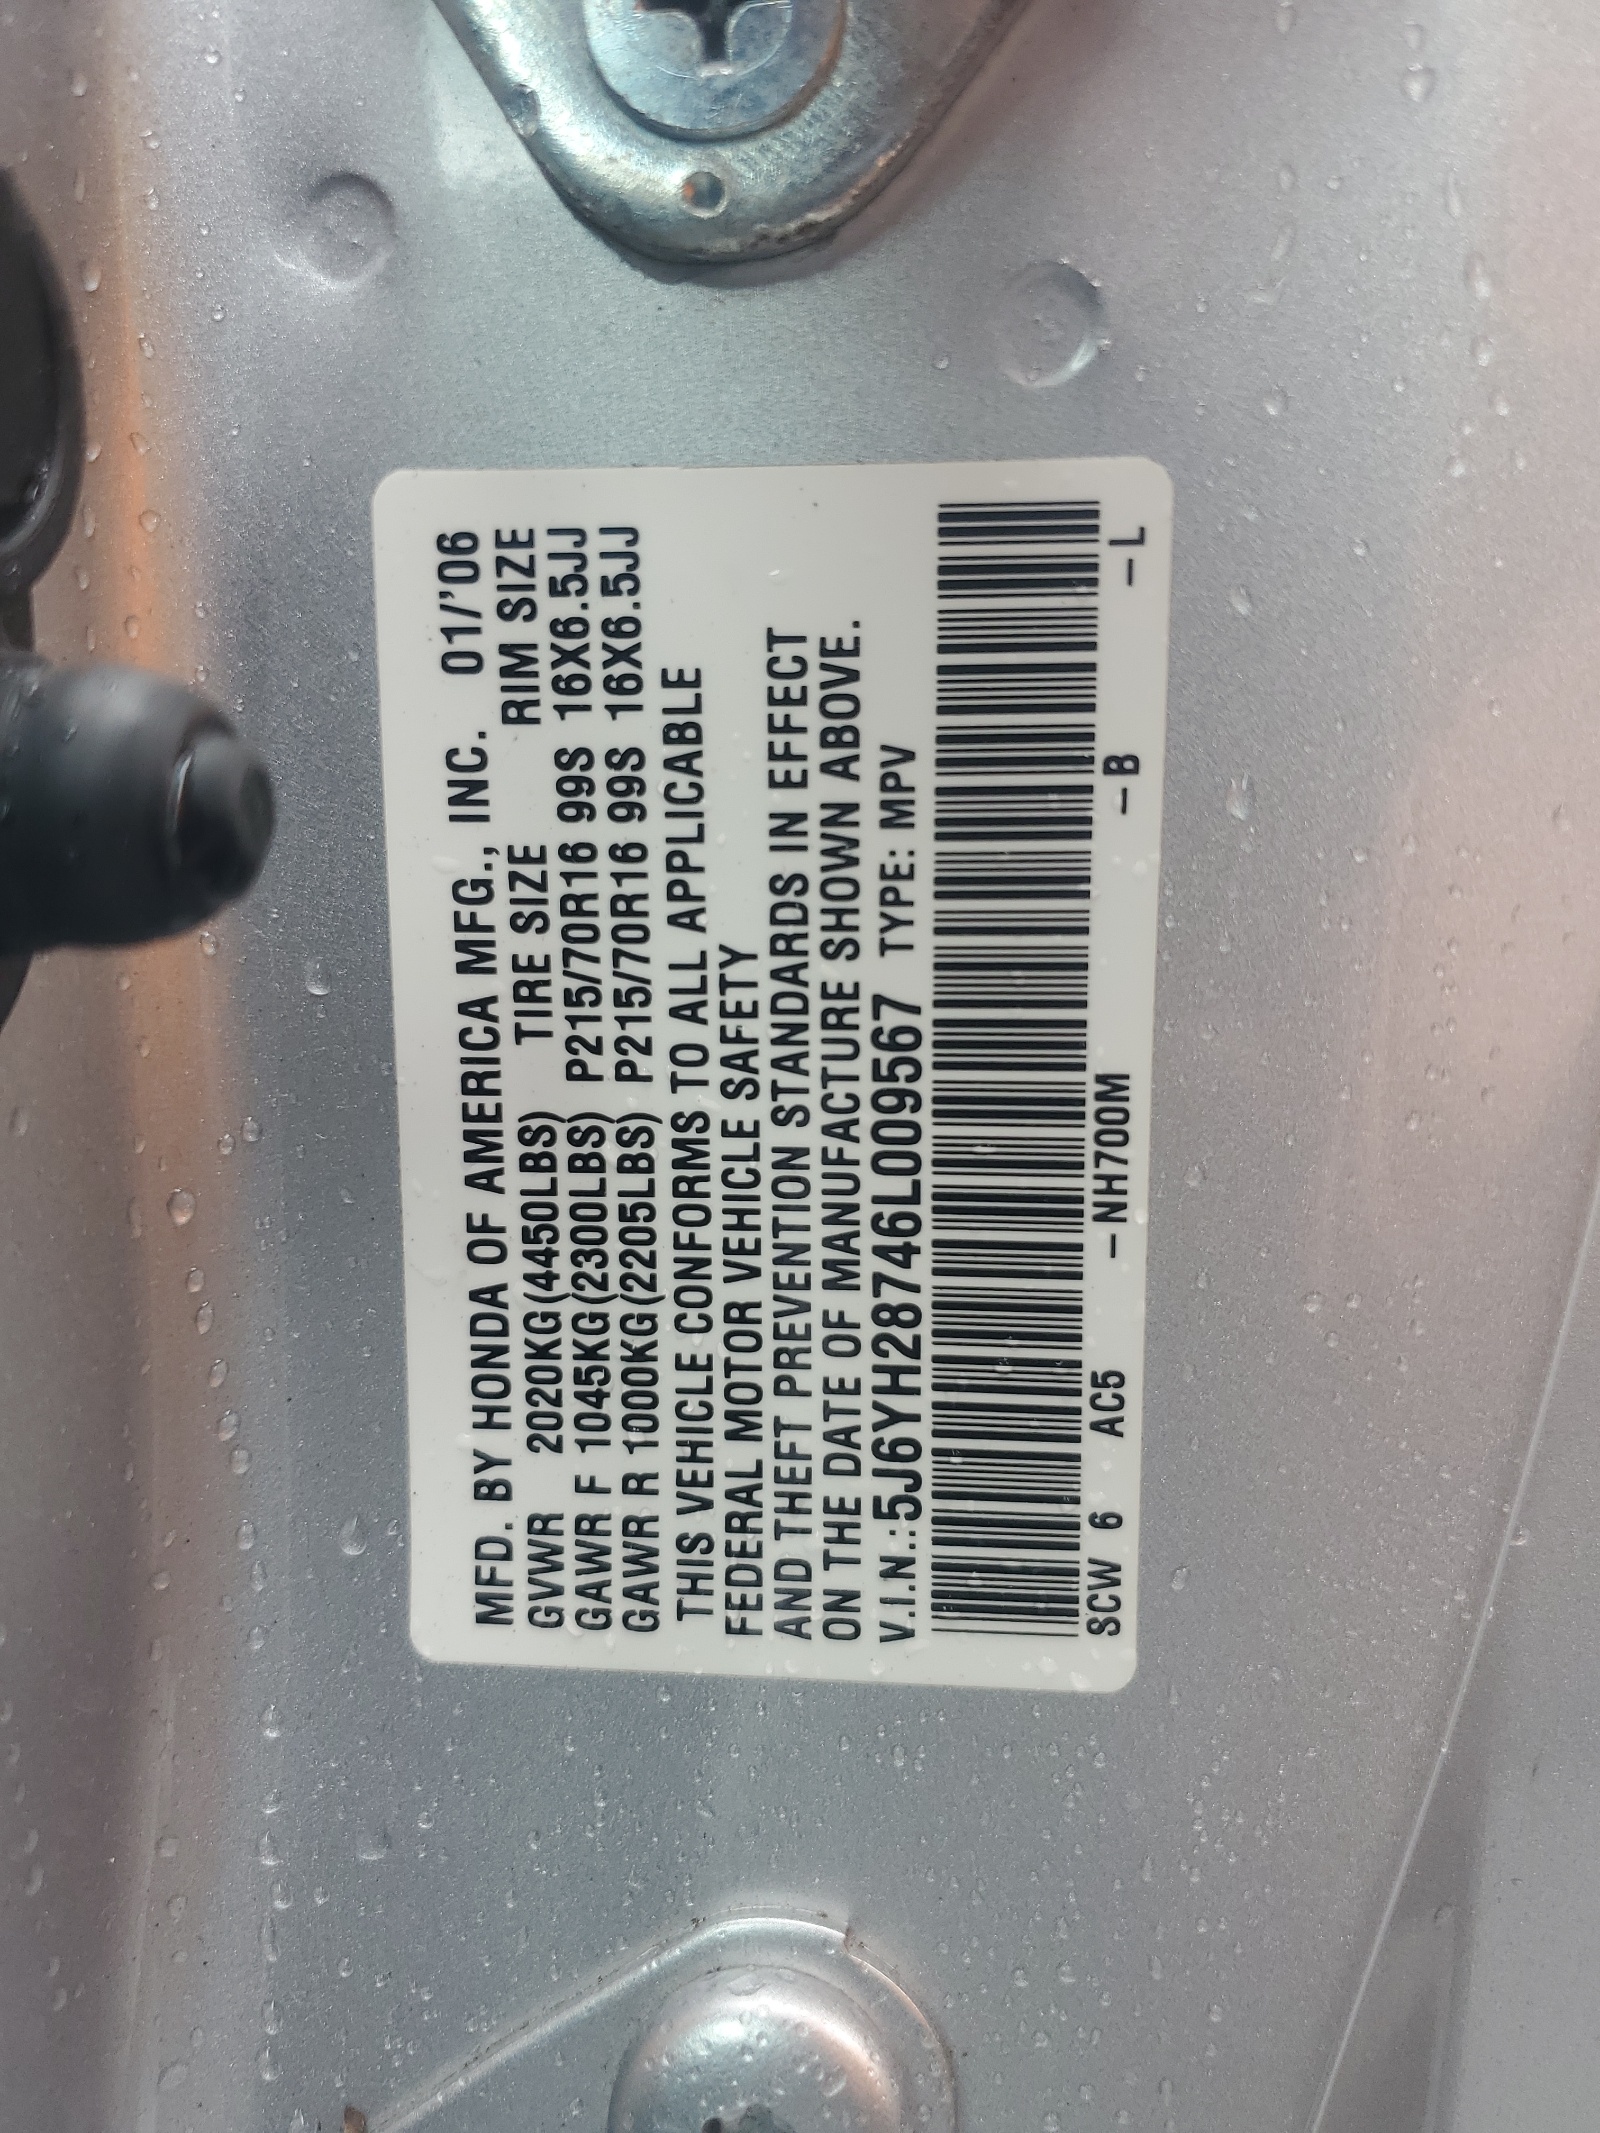 MFD. BY HONDA OF AMERICA MFG., INC. 01/'06
GVWR 2020KG(4450LBS) TIRE SIZE RIM SIZE
GAWR F 1045KG(2300LBS) P215/70R16 99S 16X6.5JJ
GAWR R 1000KG(2205LBS) P215/70R16 99S 16X6.5JJ
THIS VEHICLE CONFORMS TO ALL APPLICABLE
FEDERAL MOTOR VEHICLE SAFETY
AND THEFT PREVENTION STANDARDS IN EFFECT
ON THE DATE OF MANUFACTURE SHOWN ABOVE.
V.I.N.:5J6YH28746L009567 TYPE: MPV
SCW 6 AC5 -NH700M -B -L